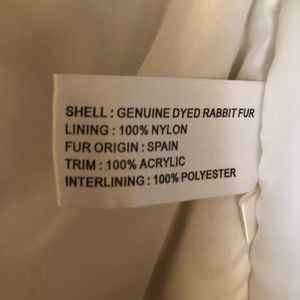 SHELL : GENUINE DYED RABBIT FUR
LINING : 100% NYLON
FUR ORIGIN : SPAIN
TRIM : 100% ACRYLIC
INTERLINING : 100% POLYESTER